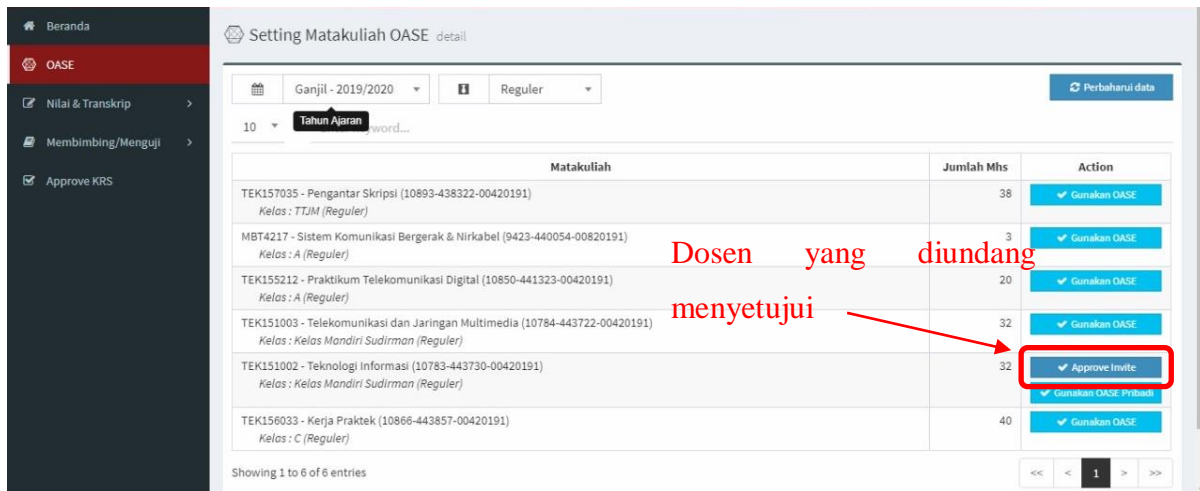 Beranda
Setting Matakuliah OASE detail
OASE
Nilai & Transkrip >
Membimbing/Menguji >
Approve KRS
Ganjil - 2019/2020
Reguler
Perbaharui data
10
Tahun Ajaran
Matakuliah Jumlah Mhs Action
TEK157035 - Pengantar Skripsi (10893-438322-00420191) 38 Gunakan OASE
Kelas : TTJM (Reguler)
MBT4217 - Sistem Komunikasi Bergerak & Nirkabel (9423-440054-00820191) 3 Gunakan OASE
Kelas : A (Reguler)
TEK155212 - Praktikum Telekomunikasi Digital (10850-441323-00420191) 20 Gunakan OASE
Kelas : A (Reguler)
TEK151003 - Telekomunikasi dan Jaringan Multimedia (10784-443722-00420191) 32 Gunakan OASE
Kelas : Kelas Mandiri Sudirman (Reguler)
TEK151002 - Teknologi Informasi (10783-443730-00420191) 32 Approve Invite
Kelas : Kelas Mandiri Sudirman (Reguler)
Gunakan OASE Pribadi
TEK156033 - Kerja Praktek (10866-443857-00420191) 40 Gunakan OASE
Kelas : C (Reguler)
Dosen yang diundang
menyetujui
Showing 1 to 6 of 6 entries
<< < 1 > >>